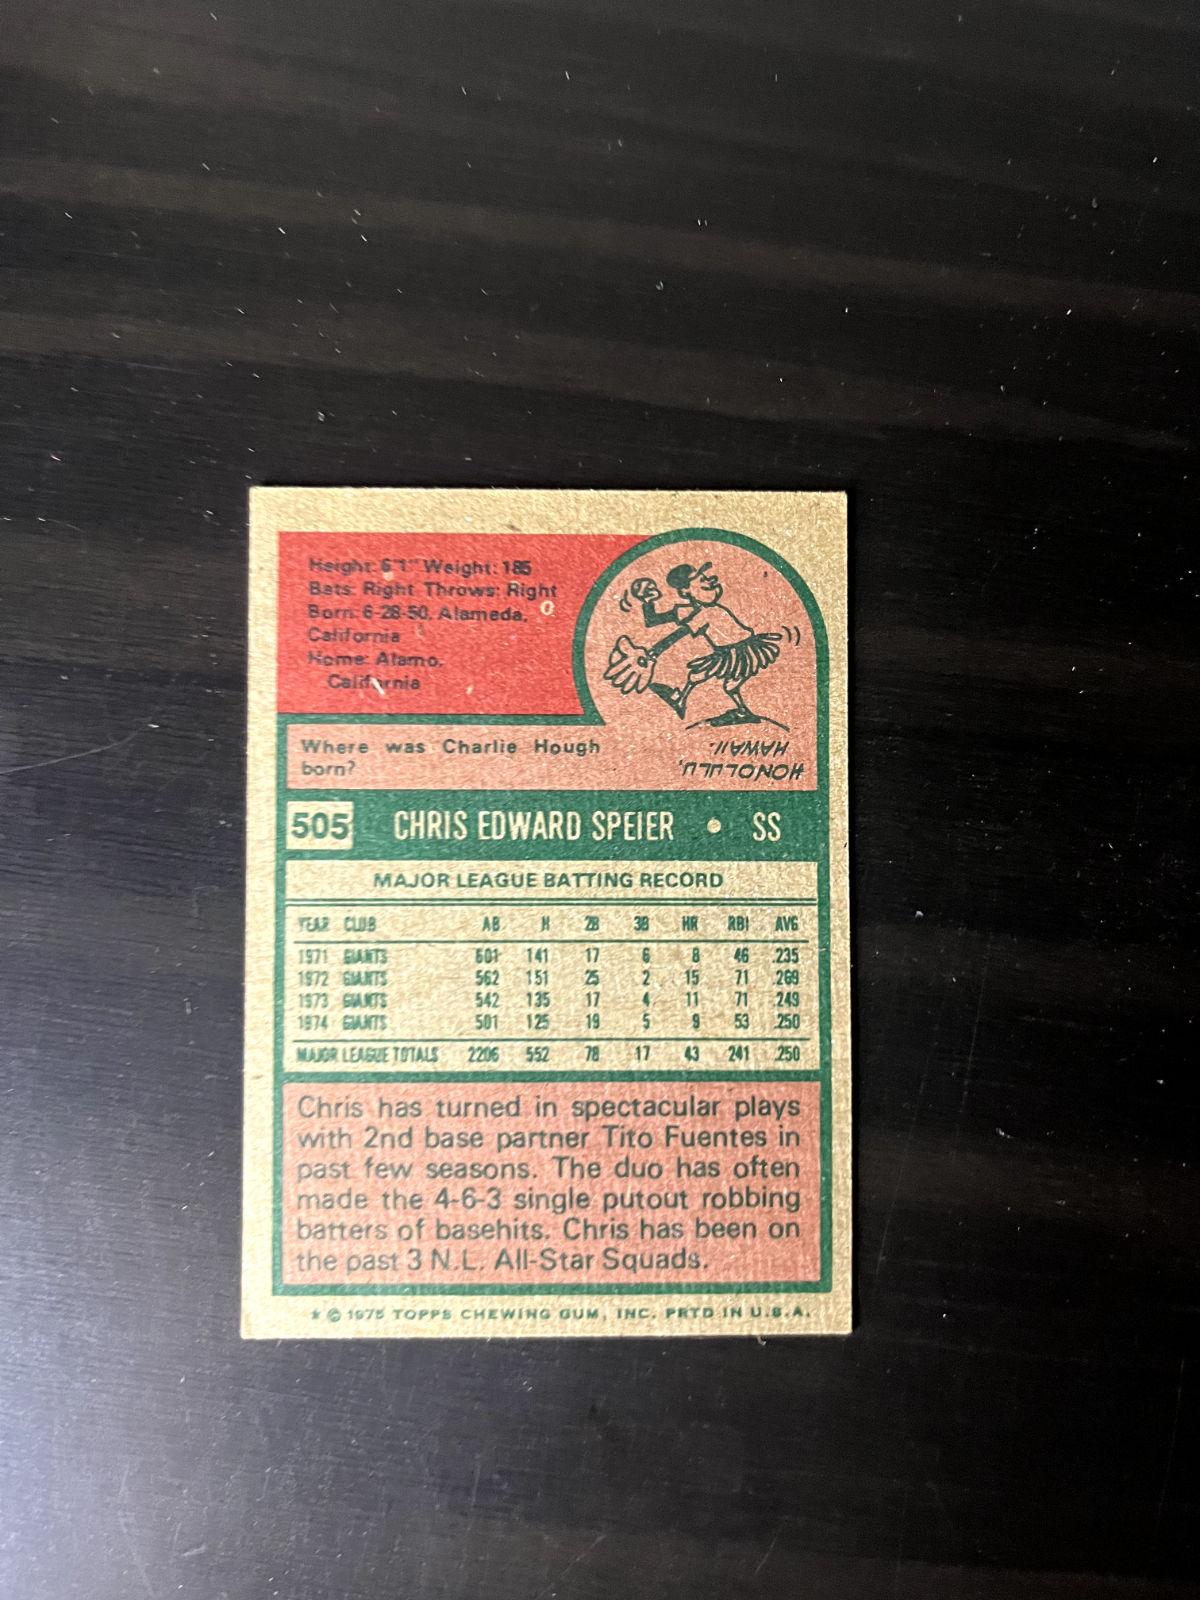 Height: 6'1" Weight: 185
Bats: Right Throws: Right
Born: 6-28-50, Alameda,
California
Home: Alamo,
California
Where was Charlie Hough
born?
HONOLULU,
HAWAII.
505 CHRIS EDWARD SPEIER • SS
MAJOR LEAGUE BATTING RECORD
YEAR CLUB AB H 2B 3B HR RBI AVG
1971 GIANTS 601 141 17 6 8 46 .235
1972 GIANTS 562 151 25 2 15 71 .269
1973 GIANTS 542 135 17 4 11 71 .249
1974 GIANTS 501 125 19 5 9 53 .250
MAJOR LEAGUE TOTALS 2206 552 78 17 43 241 .250
Chris has turned in spectacular plays
with 2nd base partner Tito Fuentes in
past few seasons. The duo has often
made the 4-6-3 single putout robbing
batters of basehits. Chris has been on
the past 3 N.L. All-Star Squads.
* © 1975 TOPPS CHEWING GUM, INC. PRTD IN U.S.A.